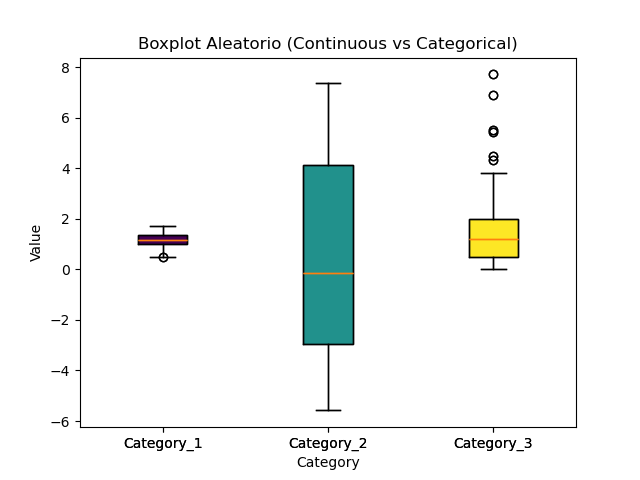 Boxplot Aleatorio (Continuous vs Categorical)
8
6
4
2
0
−2
−4
−6
Value
Category_1 Category_2 Category_3
Category